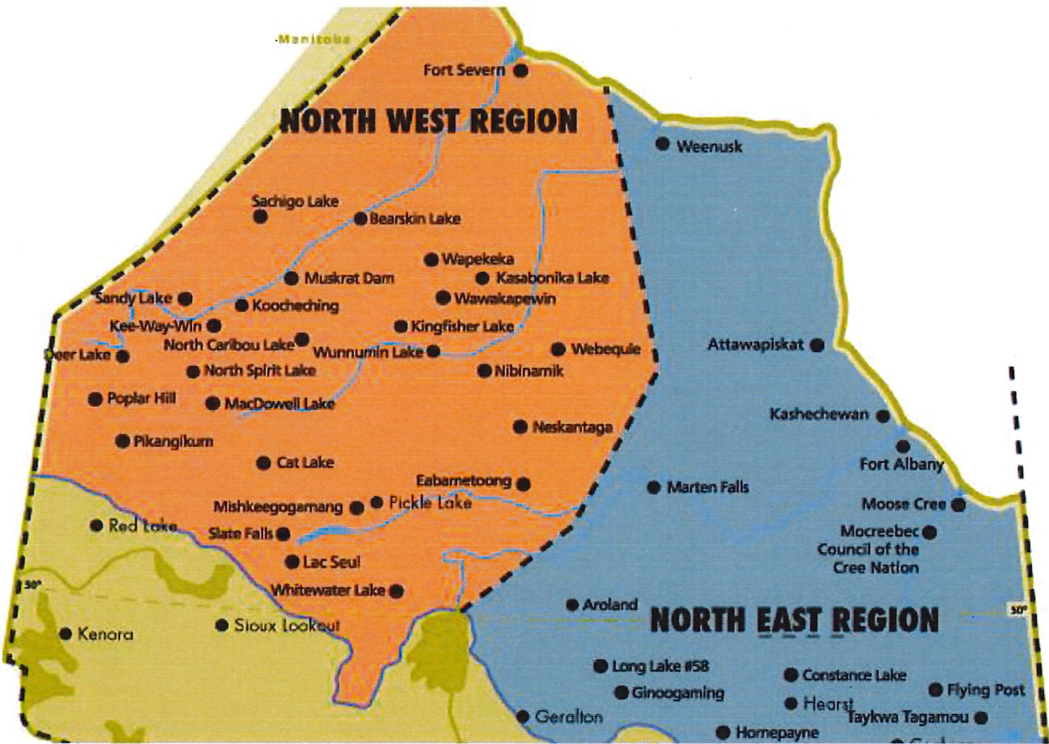 Manitoba
Fort Severn
NORTH WEST REGION
Weenusk
Sachigo Lake
Bearskin Lake
Wapekeka
Muskrat Dam
Kasabonika Lake
Sandy Lake
Koocheching
Wawakapewin
Kee-Way-Win
Kingfisher Lake
North Caribou Lake
Wunnumin Lake
Webequie
Attawapiskat
Deer Lake
North Spirit Lake
Nibinamik
Poplar Hill
MacDowell Lake
Kashechewan
Neskantaga
Pikangikum
Cat Lake
Fort Albany
Eabametoong
Marten Falls
Mishkeegogamang
Pickle Lake
Moose Cree
Red Lake
Slate Falls
Mocreebec
Council of the
Cree Nation
Lac Seul
50°
Whitewater Lake
Aroland
50°
NORTH EAST REGION
Kenora
Sioux Lookout
Long Lake #58
Constance Lake
Ginoogaming
Flying Post
Hearst
Geralton
Taykwa Tagamou
Homepayne